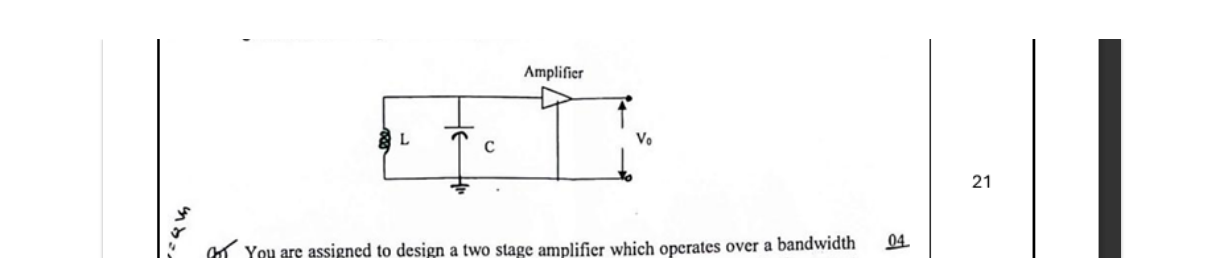 Amplifier
L
C
V₀
21
You are assigned to design a two stage amplifier which operates over a bandwidth 04